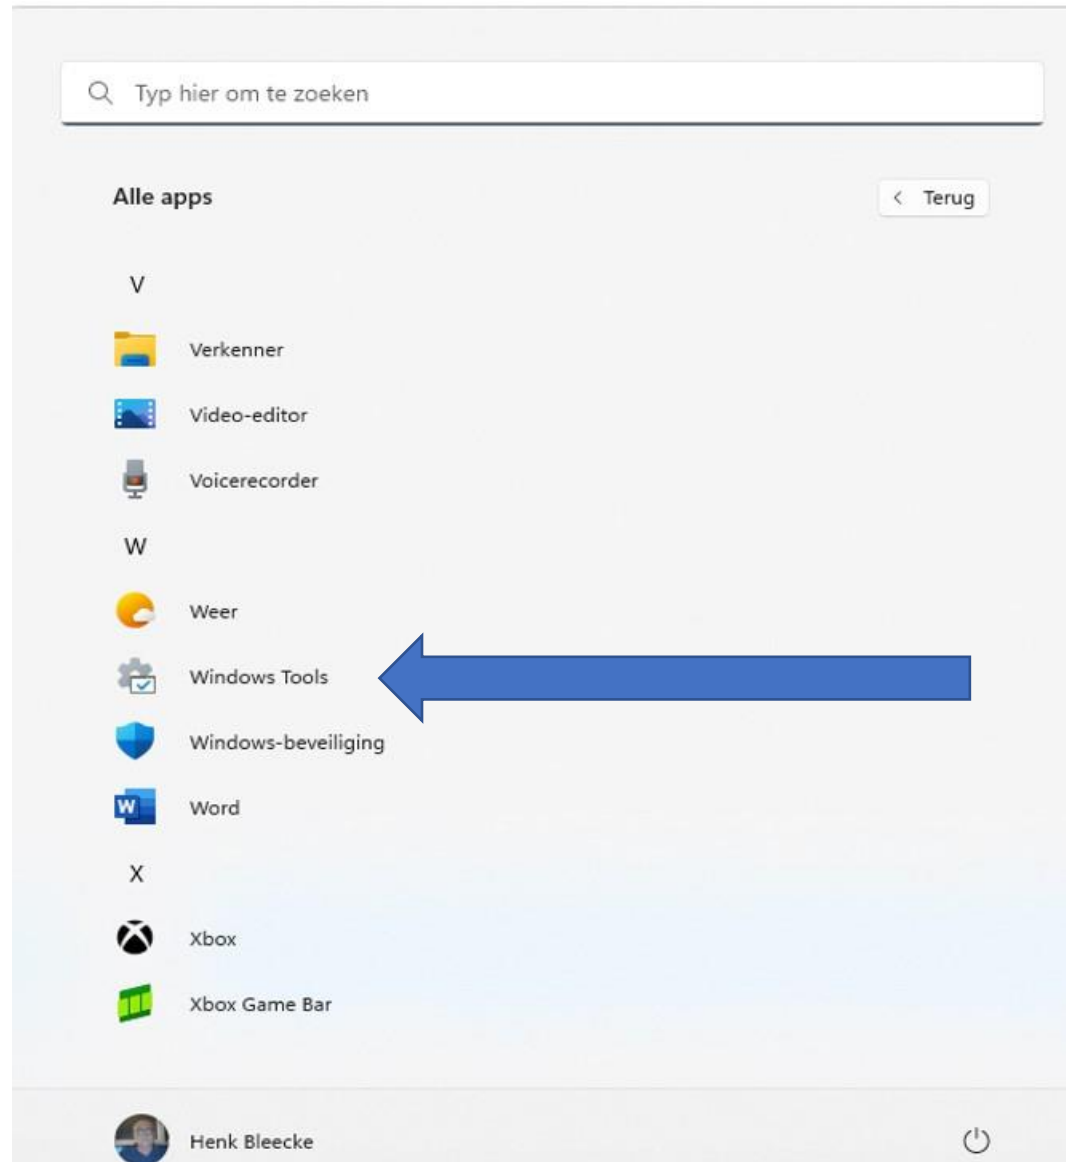 Typ hier om te zoeken
Alle apps
< Terug
V
Verkenner
Video-editor
Voicerecorder
W
Weer
Windows Tools
Windows-beveiliging
W Word
X
Xbox
Xbox Game Bar
Henk Bleecke